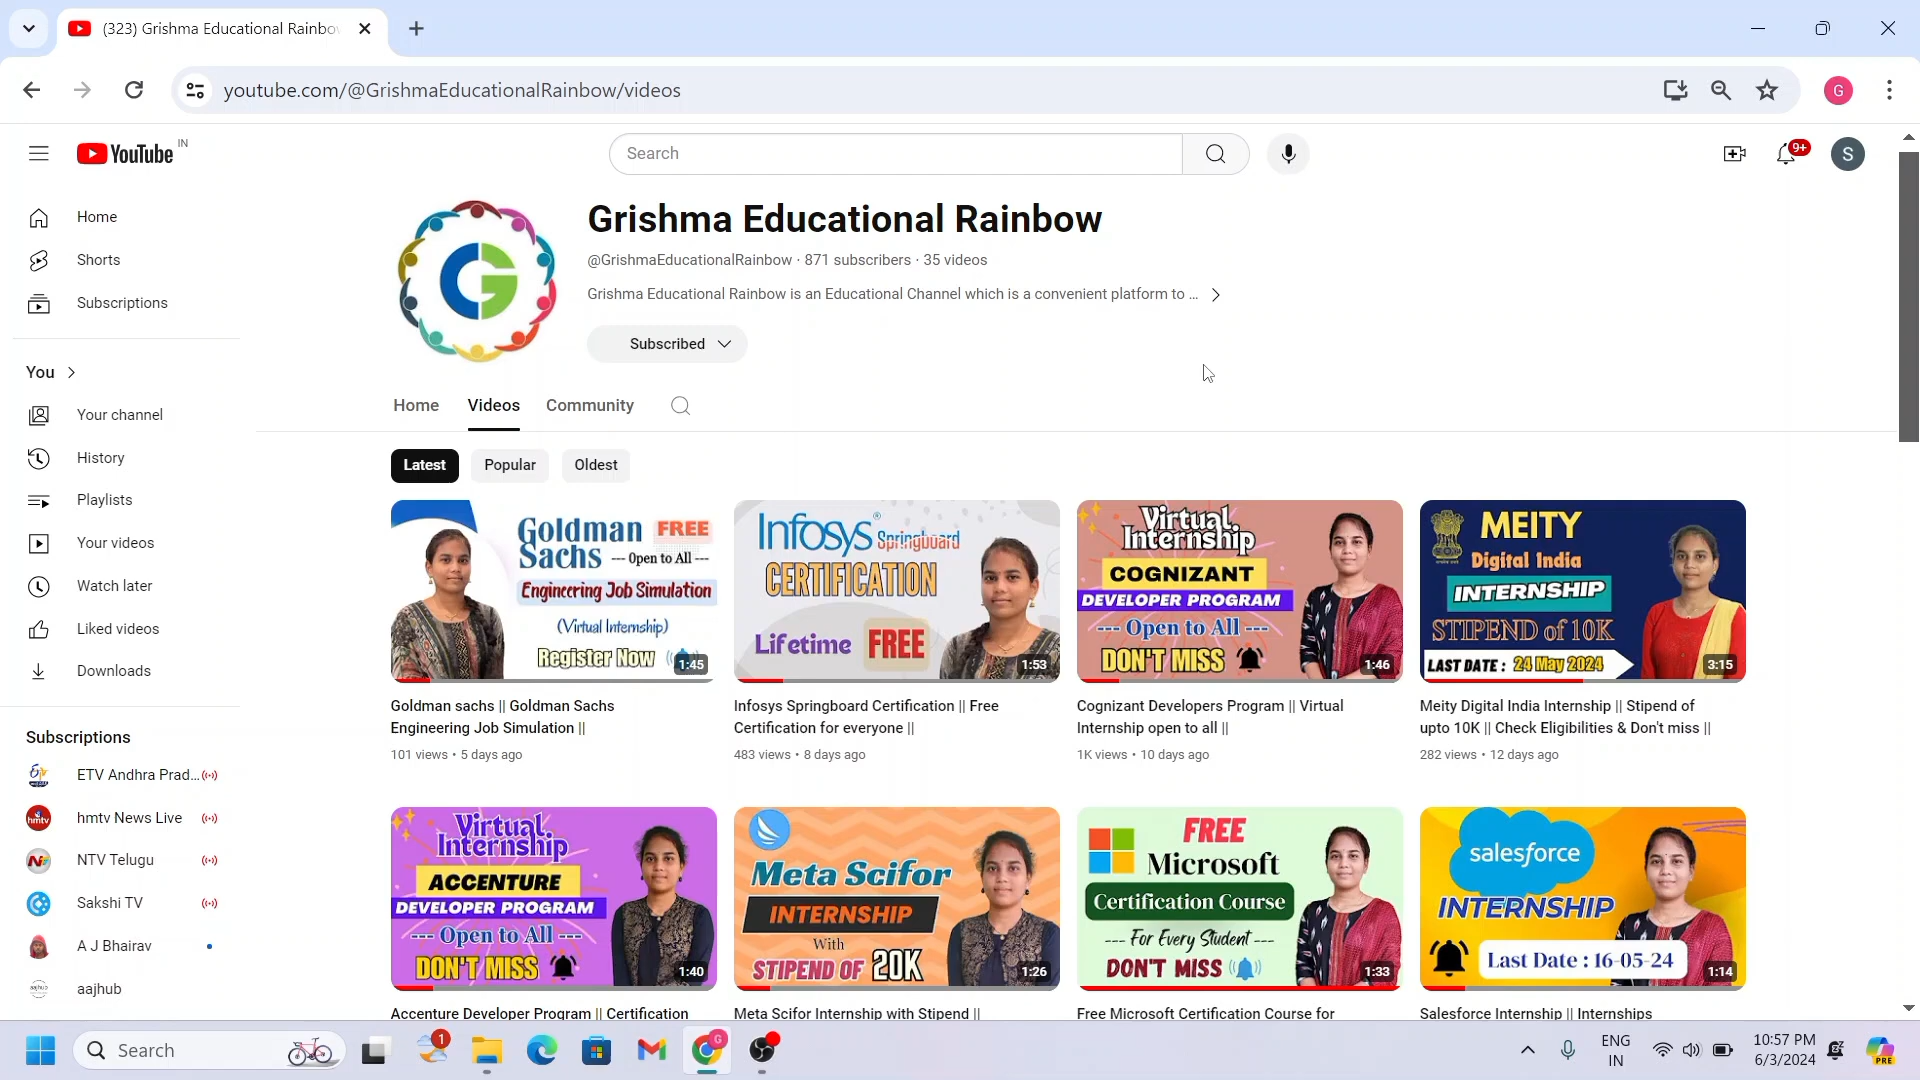 (323) Grishma Educational Rainbo
youtube.com/@GrishmaEducationalRainbow/videos
G
YouTube IN
Search
9+
S
Home
Shorts
Subscriptions
You
Your channel
History
Playlists
Your videos
Watch later
Liked videos
Downloads
Subscriptions
ETV Andhra Prad...
hmtv News Live
NTV Telugu
Sakshi TV
A J Bhairav
aajhub
Grishma Educational Rainbow
@GrishmaEducationalRainbow · 871 subscribers · 35 videos
Grishma Educational Rainbow is an Educational Channel which is a convenient platform to ...
Subscribed
Home Videos Community
Latest Popular Oldest
Goldman Sachs FREE
--- Open to All ---
Engineering Job Simulation
(Virtual Internship)
Register Now
1:45
Goldman sachs || Goldman Sachs
Engineering Job Simulation ||
101 views • 5 days ago
Infosys® Springboard
CERTIFICATION
Lifetime FREE
1:53
Infosys Springboard Certification || Free
Certification for everyone ||
483 views • 8 days ago
Virtual
Internship
COGNIZANT
DEVELOPER PROGRAM
--- Open to All ---
DON'T MISS
1:46
Cognizant Developers Program || Virtual
Internship open to all ||
1K views • 10 days ago
MEITY
Digital India
INTERNSHIP
STIPEND of 10K
LAST DATE : 24 May 2024
3:15
Meity Digital India Internship || Stipend of
upto 10K || Check Eligibilities & Don't miss ||
282 views • 12 days ago
Virtual
Internship
ACCENTURE
DEVELOPER PROGRAM
--- Open to All ---
DON'T MISS
1:40
Accenture Developer Program || Certification
Meta Scifor
INTERNSHIP
With
STIPEND OF 20K
1:26
Meta Scifor Internship with Stipend ||
FREE
Microsoft
Certification Course
--- For Every Student ---
DON'T MISS
1:33
Free Microsoft Certification Course for
salesforce
INTERNSHIP
Last Date : 16-05-24
1:14
Salesforce Internship || Internships
Search
1
G
ENG
IN
10:57 PM
6/3/2024
PRE